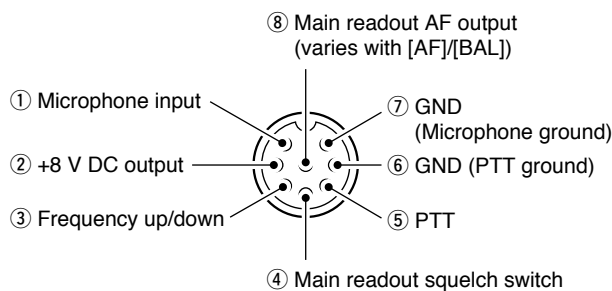 ⑧ Main readout AF output
(varies with [AF]/[BAL])
① Microphone input
⑦ GND
(Microphone ground)
② +8 V DC output
⑥ GND (PTT ground)
③ Frequency up/down
⑤ PTT
④ Main readout squelch switch